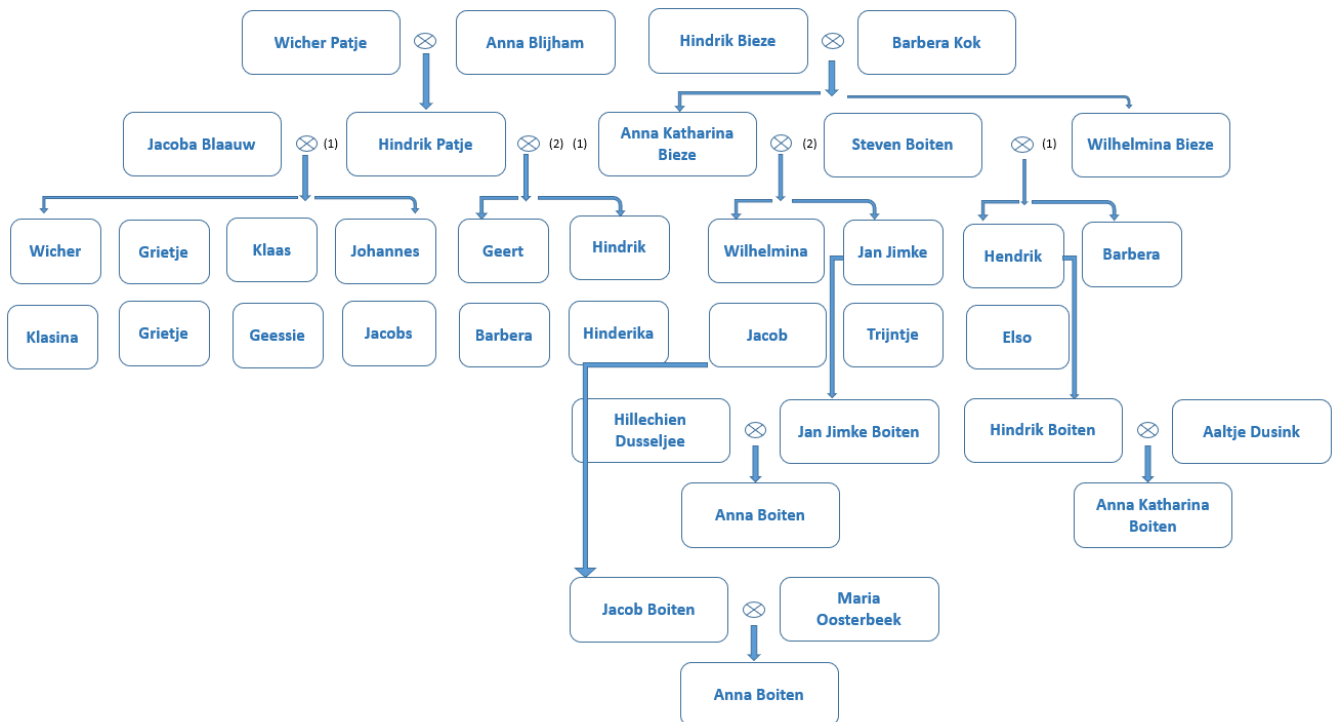 Wicher Patje
Anna Blijham
Hindrik Bieze
Barbera Kok
Jacoba Blaauw
(1)
Hindrik Patje
(2) (1)
Anna Katharina
Bieze
(2)
Steven Boiten
(1)
Wilhelmina Bieze
Wicher
Grietje
Klaas
Johannes
Geert
Hindrik
Wilhelmina
Jan Jimke
Hendrik
Barbera
Klasina
Grietje
Geessie
Jacobs
Barbera
Hinderika
Jacob
Trijntje
Elso
Hillechien
Dusseljee
Jan Jimke Boiten
Hindrik Boiten
Aaltje Dusink
Anna Boiten
Anna Katharina
Boiten
Jacob Boiten
Maria
Oosterbeek
Anna Boiten